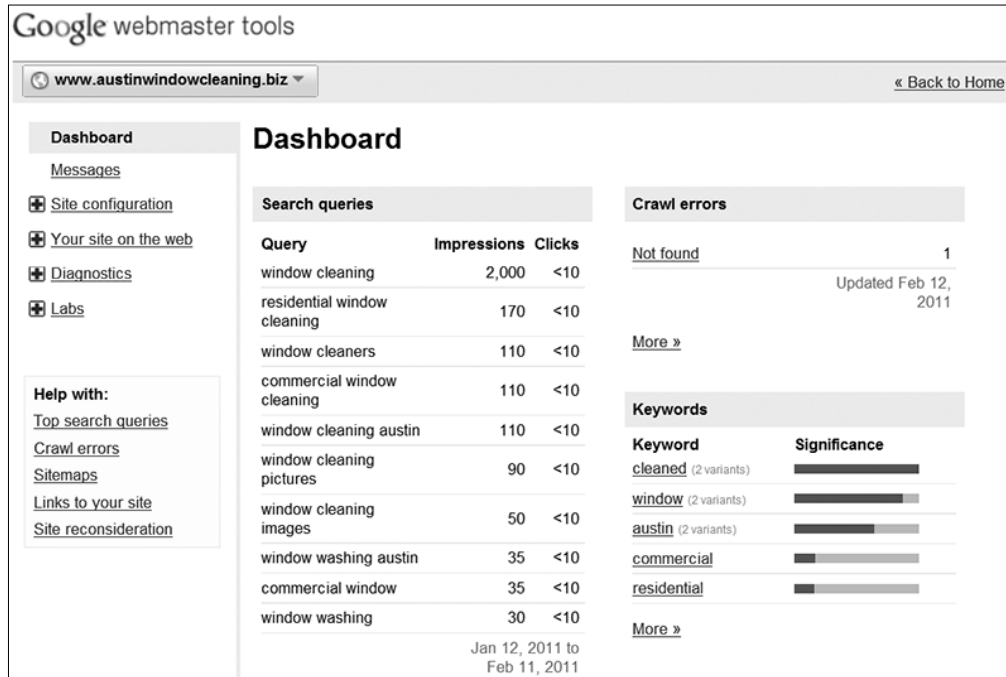 Google webmaster tools
www.austinwindowcleaning.biz
« Back to Home
Dashboard
Messages
Site configuration
Your site on the web
Diagnostics
Labs
Help with:
Top search queries
Crawl errors
Sitemaps
Links to your site
Site reconsideration
Dashboard
Search queries
Query Impressions Clicks
window cleaning 2,000 <10
residential window
cleaning 170 <10
window cleaners 110 <10
commercial window
cleaning 110 <10
window cleaning austin 110 <10
window cleaning
pictures 90 <10
window cleaning
images 50 <10
window washing austin 35 <10
commercial window 35 <10
window washing 30 <10
Jan 12, 2011 to
Feb 11, 2011
Crawl errors
Not found 1
Updated Feb 12,
2011
More »
Keywords
Keyword Significance
cleaned (2 variants)
window (2 variants)
austin (2 variants)
commercial
residential
More »